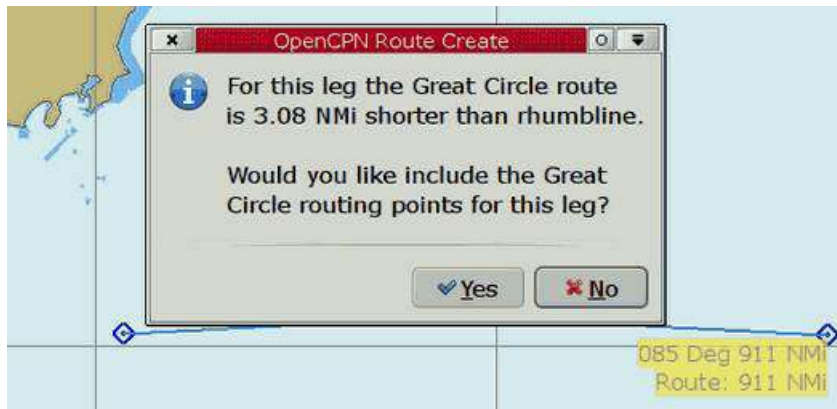 OpenCPN Route Create
For this leg the Great Circle route
is 3.08 NMi shorter than rhumbline.
Would you like include the Great
Circle routing points for this leg?
Yes
No
085 Deg 911 NMi
Route: 911 NMi